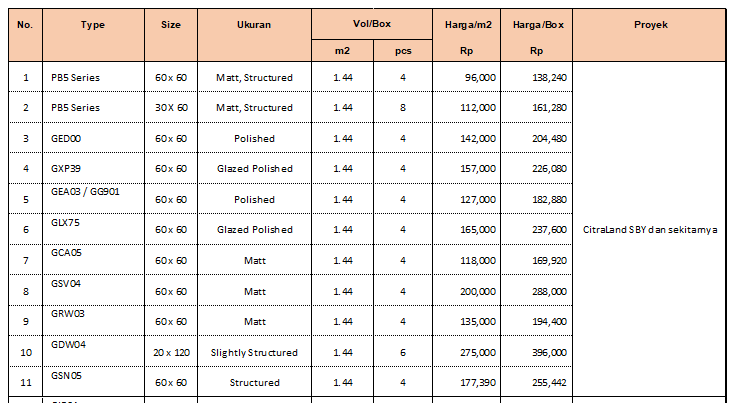 No. Type Size Ukuran Vol/Box Harga/m2 Harga/Box Proyek
m2 pcs Rp Rp
1 PB5 Series 60 x 60 Matt, Structured 1.44 4 96,000 138,240
2 PB5 Series 30 X 60 Matt, Structured 1.44 8 112,000 161,280
3 GED00 60 x 60 Polished 1.44 4 142,000 204,480
4 GXP39 60 x 60 Glazed Polished 1.44 4 157,000 226,080
5 GEA03 / GG901 60 x 60 Polished 1.44 4 127,000 182,880
6 GLX75 60 x 60 Glazed Polished 1.44 4 165,000 237,600 CitraLand SBY dan sekitarnya
7 GCA05 60 x 60 Matt 1.44 4 118,000 169,920
8 GSV04 60 x 60 Matt 1.44 4 200,000 288,000
9 GRW03 60 x 60 Matt 1.44 4 135,000 194,400
10 GDW04 20 x 120 Slightly Structured 1.44 6 275,000 396,000
11 GSN05 60 x 60 Structured 1.44 4 177,390 255,442